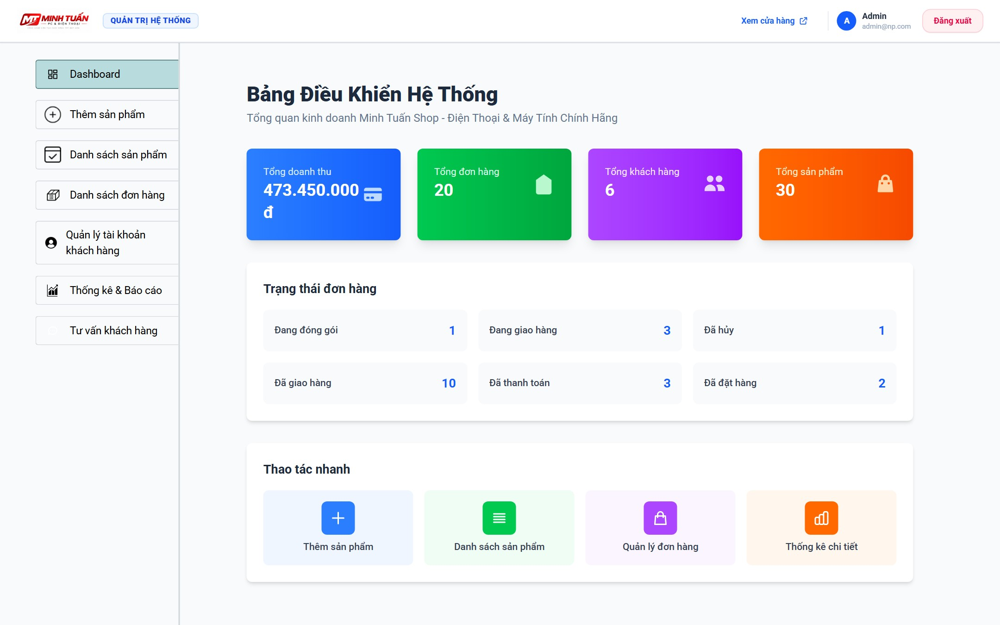 MT MINH TUẤN
PC & ĐIỆN THOẠI
QUẢN TRỊ HỆ THỐNG
Xem cửa hàng
A
Admin
admin@np.com
Đăng xuất
Dashboard
Thêm sản phẩm
Danh sách sản phẩm
Danh sách đơn hàng
Quản lý tài khoản
khách hàng
Thống kê & Báo cáo
Tư vấn khách hàng
Bảng Điều Khiển Hệ Thống
Tổng quan kinh doanh Minh Tuấn Shop - Điện Thoại & Máy Tính Chính Hãng
Tổng doanh thu
473.450.000
đ
Tổng đơn hàng
20
Tổng khách hàng
6
Tổng sản phẩm
30
Trạng thái đơn hàng
Đang đóng gói 1
Đang giao hàng 3
Đã hủy 1
Đã giao hàng 10
Đã thanh toán 3
Đã đặt hàng 2
Thao tác nhanh
Thêm sản phẩm
Danh sách sản phẩm
Quản lý đơn hàng
Thống kê chi tiết